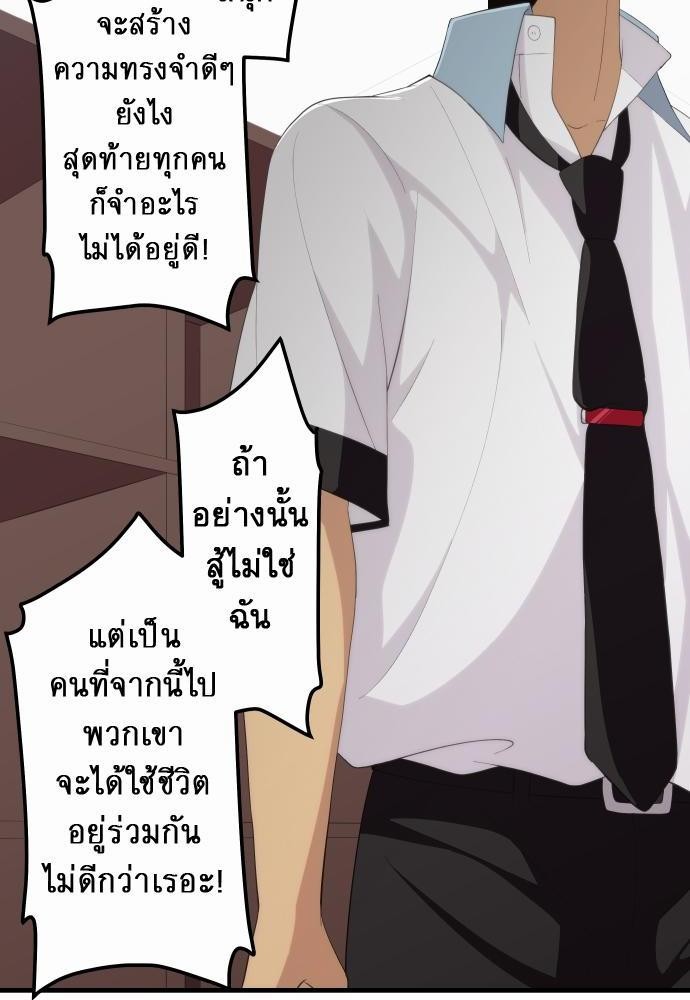 จะสร้าง
ความทรงจำดีๆ
ยังไง
สุดท้ายทุกคน
ก็จำอะไร
ไม่ได้อยู่ดี!
ถ้า
อย่างนั้น
สู้ไม่ใช่
ฉัน
แต่เป็น
คนที่จากนี้ไป
พวกเขา
จะได้ใช้ชีวิต
อยู่ร่วมกัน
ไม่ดีกว่าเรอะ!